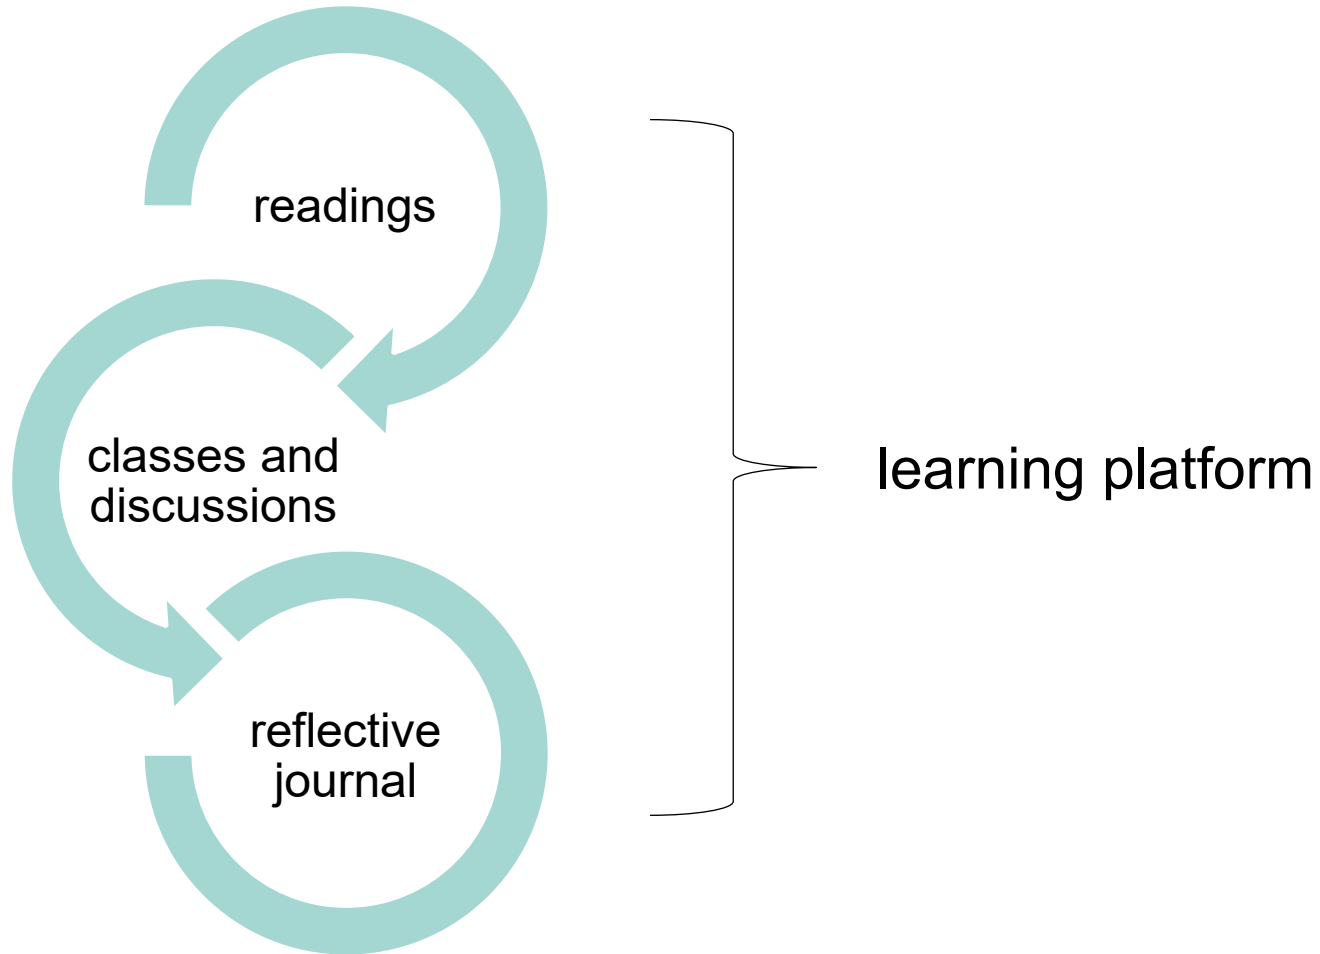 readings
classes and
discussions
reflective
journal
learning platform